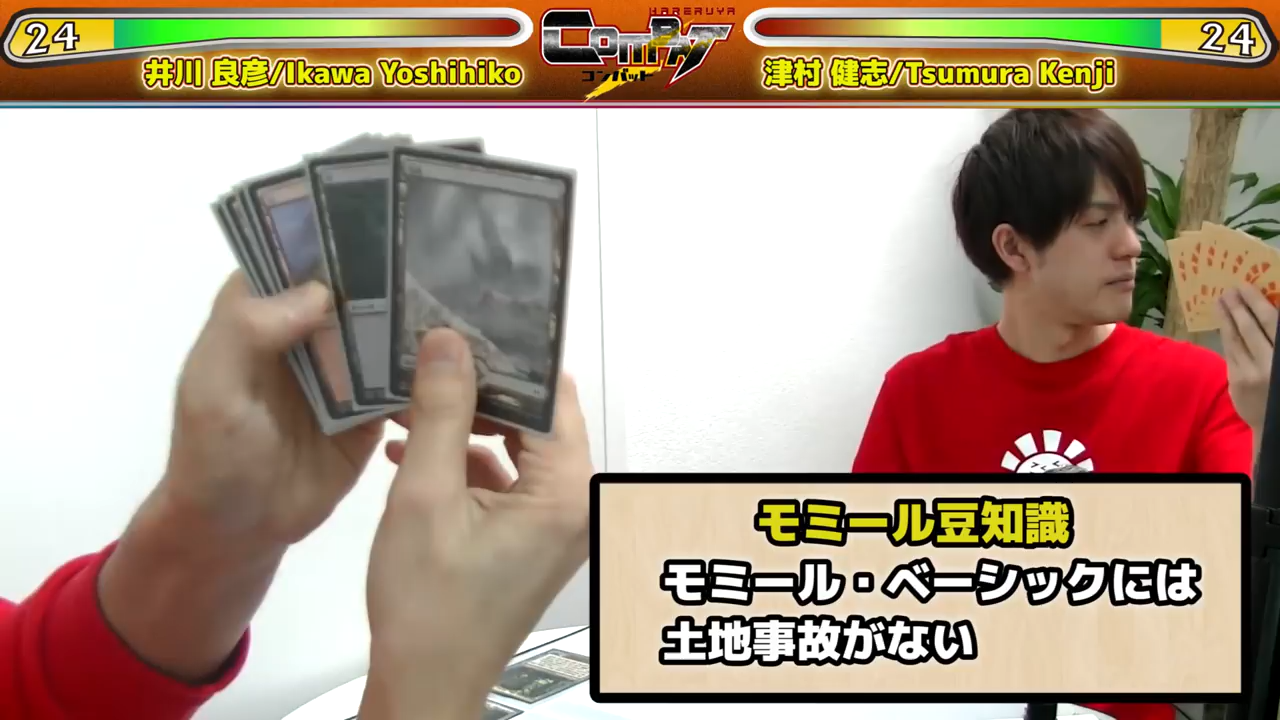 24
HARERUYA
COMBAT
コンバット
24
井川 良彦/Ikawa Yoshihiko
津村 健志/Tsumura Kenji
モミール豆知識
モミール・ベーシックには
土地事故がない